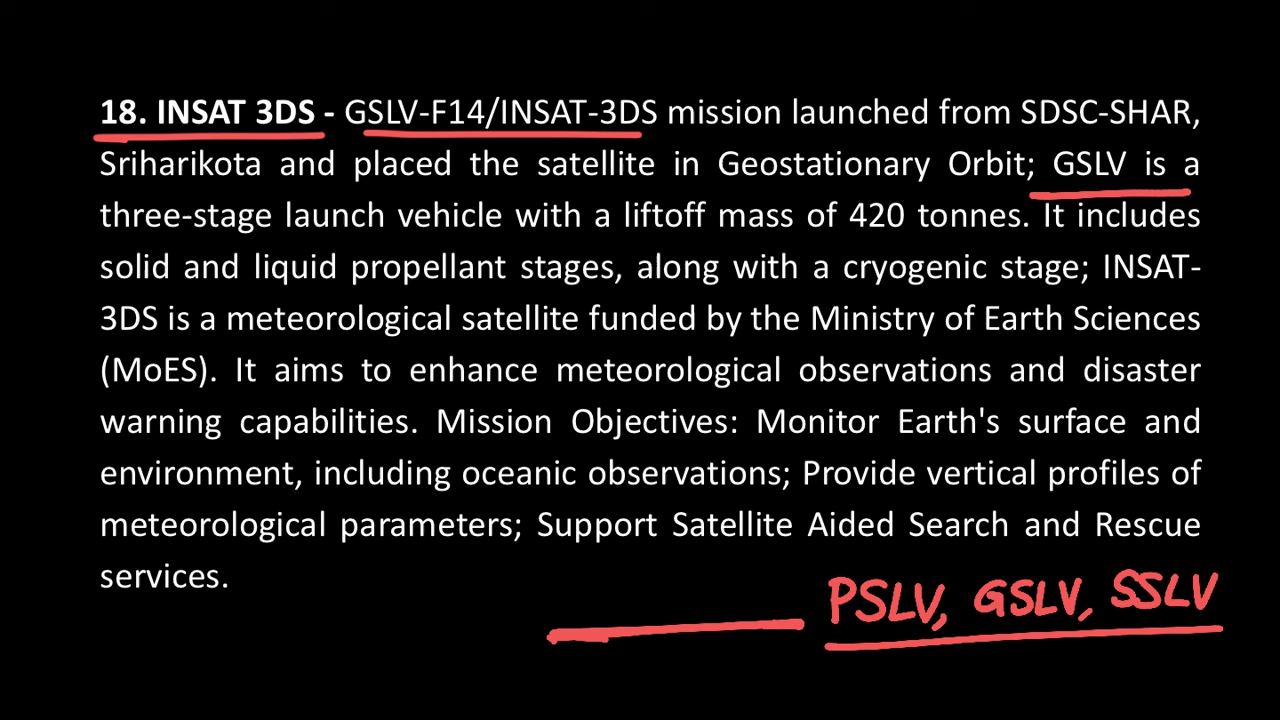 18. INSAT 3DS - GSLV-F14/INSAT-3DS mission launched from SDSC-SHAR,
Sriharikota and placed the satellite in Geostationary Orbit; GSLV is a
three-stage launch vehicle with a liftoff mass of 420 tonnes. It includes
solid and liquid propellant stages, along with a cryogenic stage; INSAT-
3DS is a meteorological satellite funded by the Ministry of Earth Sciences
(MoES). It aims to enhance meteorological observations and disaster
warning capabilities. Mission Objectives: Monitor Earth's surface and
environment, including oceanic observations; Provide vertical profiles of
meteorological parameters; Support Satellite Aided Search and Rescue
services.
PSLV, GSLV, SSLV